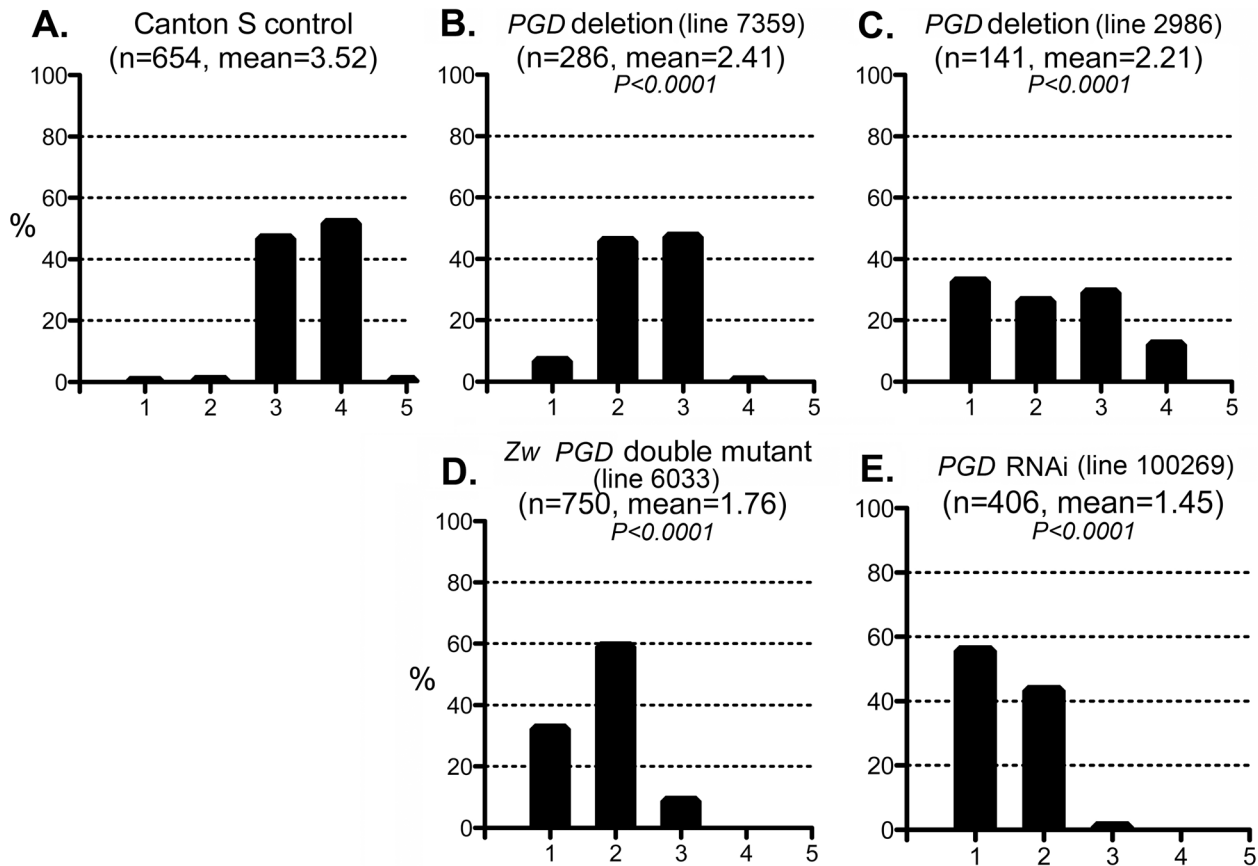 A. Canton S control
(n=654, mean=3.52)
100
80
60
%
40
20
0
1 2 3 4 5
B. PGD deletion (line 7359)
(n=286, mean=2.41)
P<0.0001
100
80
60
40
20
0
1 2 3 4 5
C. PGD deletion (line 2986)
(n=141, mean=2.21)
P<0.0001
100
80
60
40
20
0
1 2 3 4 5
D. Zw PGD double mutant
(line 6033)
(n=750, mean=1.76)
P<0.0001
100
80
60
%
40
20
0
1 2 3 4 5
E. PGD RNAi (line 100269)
(n=406, mean=1.45)
P<0.0001
100
80
60
40
20
0
1 2 3 4 5